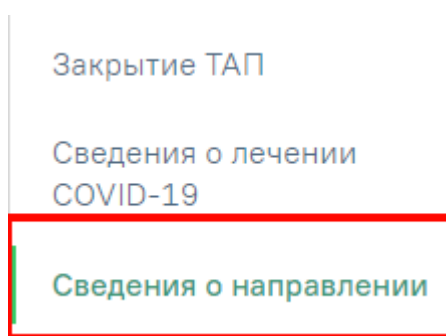 Закрытие ТАП
Сведения о лечении
COVID-19
Сведения о направлении